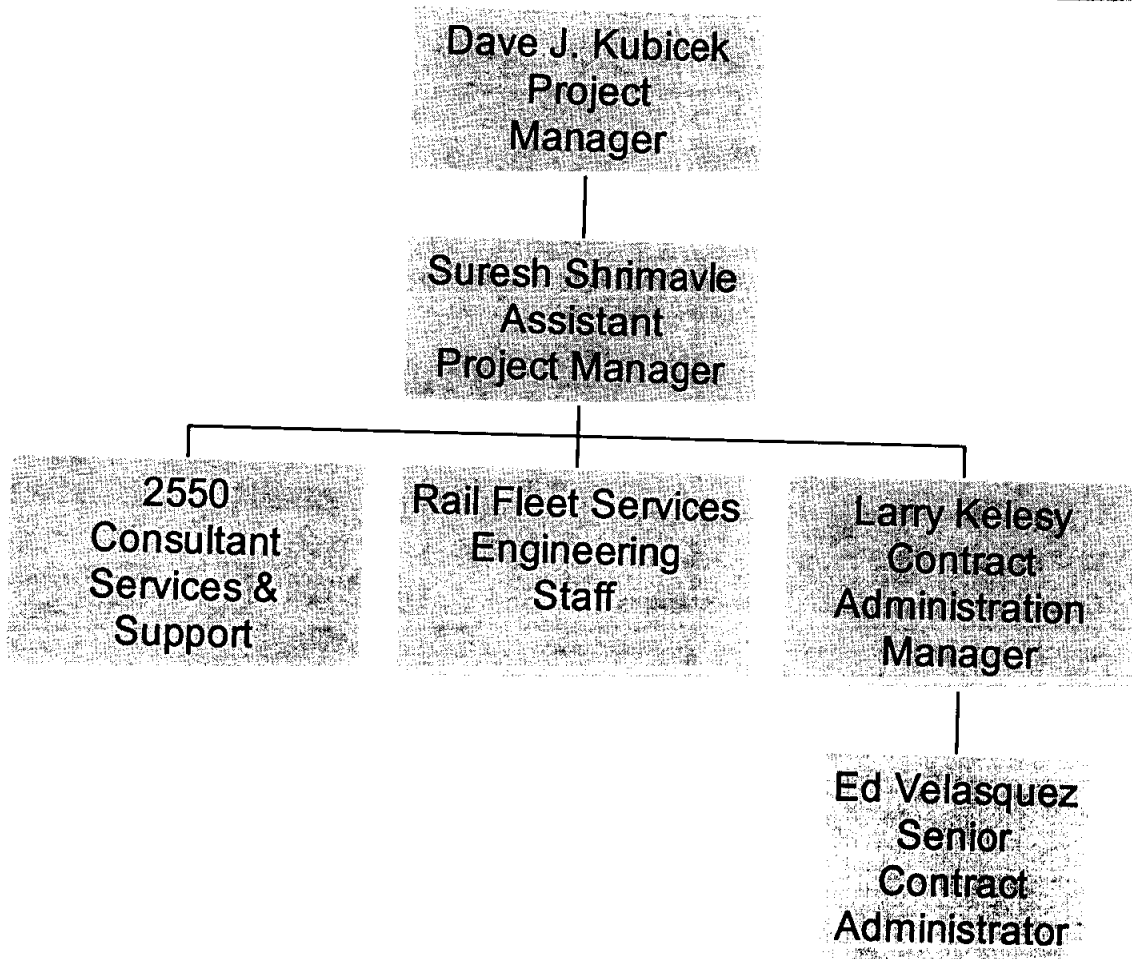 Dave J. Kubicek
Project
Manager
Suresh Shrimavle
Assistant
Project Manager
2550
Consultant
Services &
Support
Rail Fleet Services
Engineering
Staff
Larry Kelesy
Contract
Administration
Manager
Ed Velasquez
Senior
Contract
Administrator